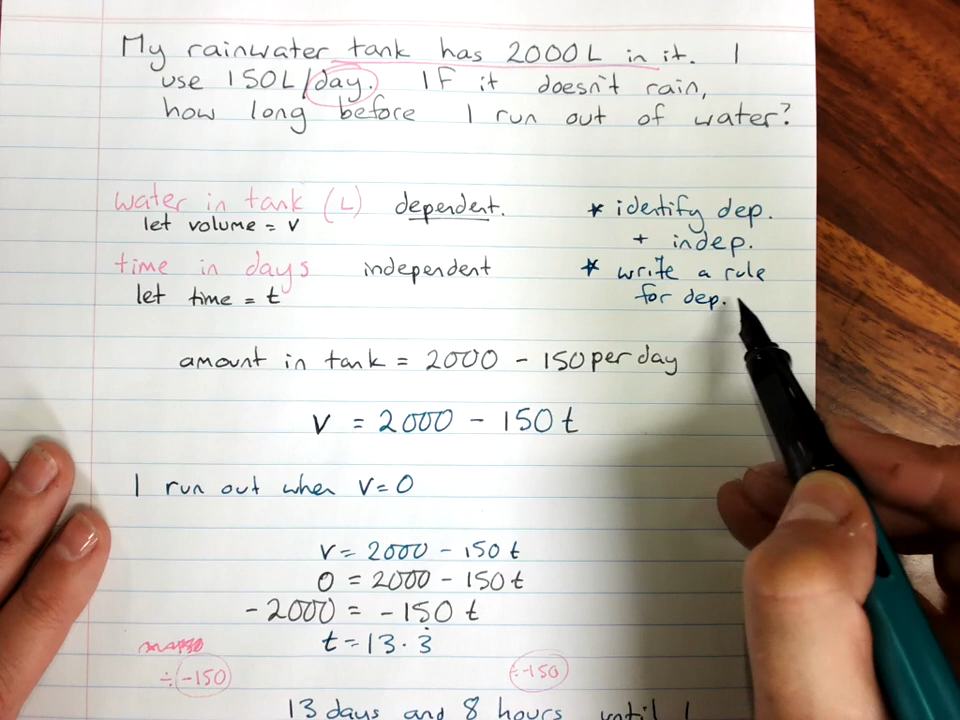 My rainwater tank has 2000L in it. I
use 150L/day. If it doesn't rain,
how long before I run out of water?
water in tank (L) dependent.
let volume = v
time in days independent
let time = t
* identify dep.
+ indep.
* write a rule
for dep.
amount in tank = 2000 - 150 per day
v = 2000 - 150t
I run out when v=0
v = 2000 - 150t
0 = 2000 - 150t
-2000 = -150t
t = 13.3̇
÷ -150 ÷ -150
13 days and 8 hours until I